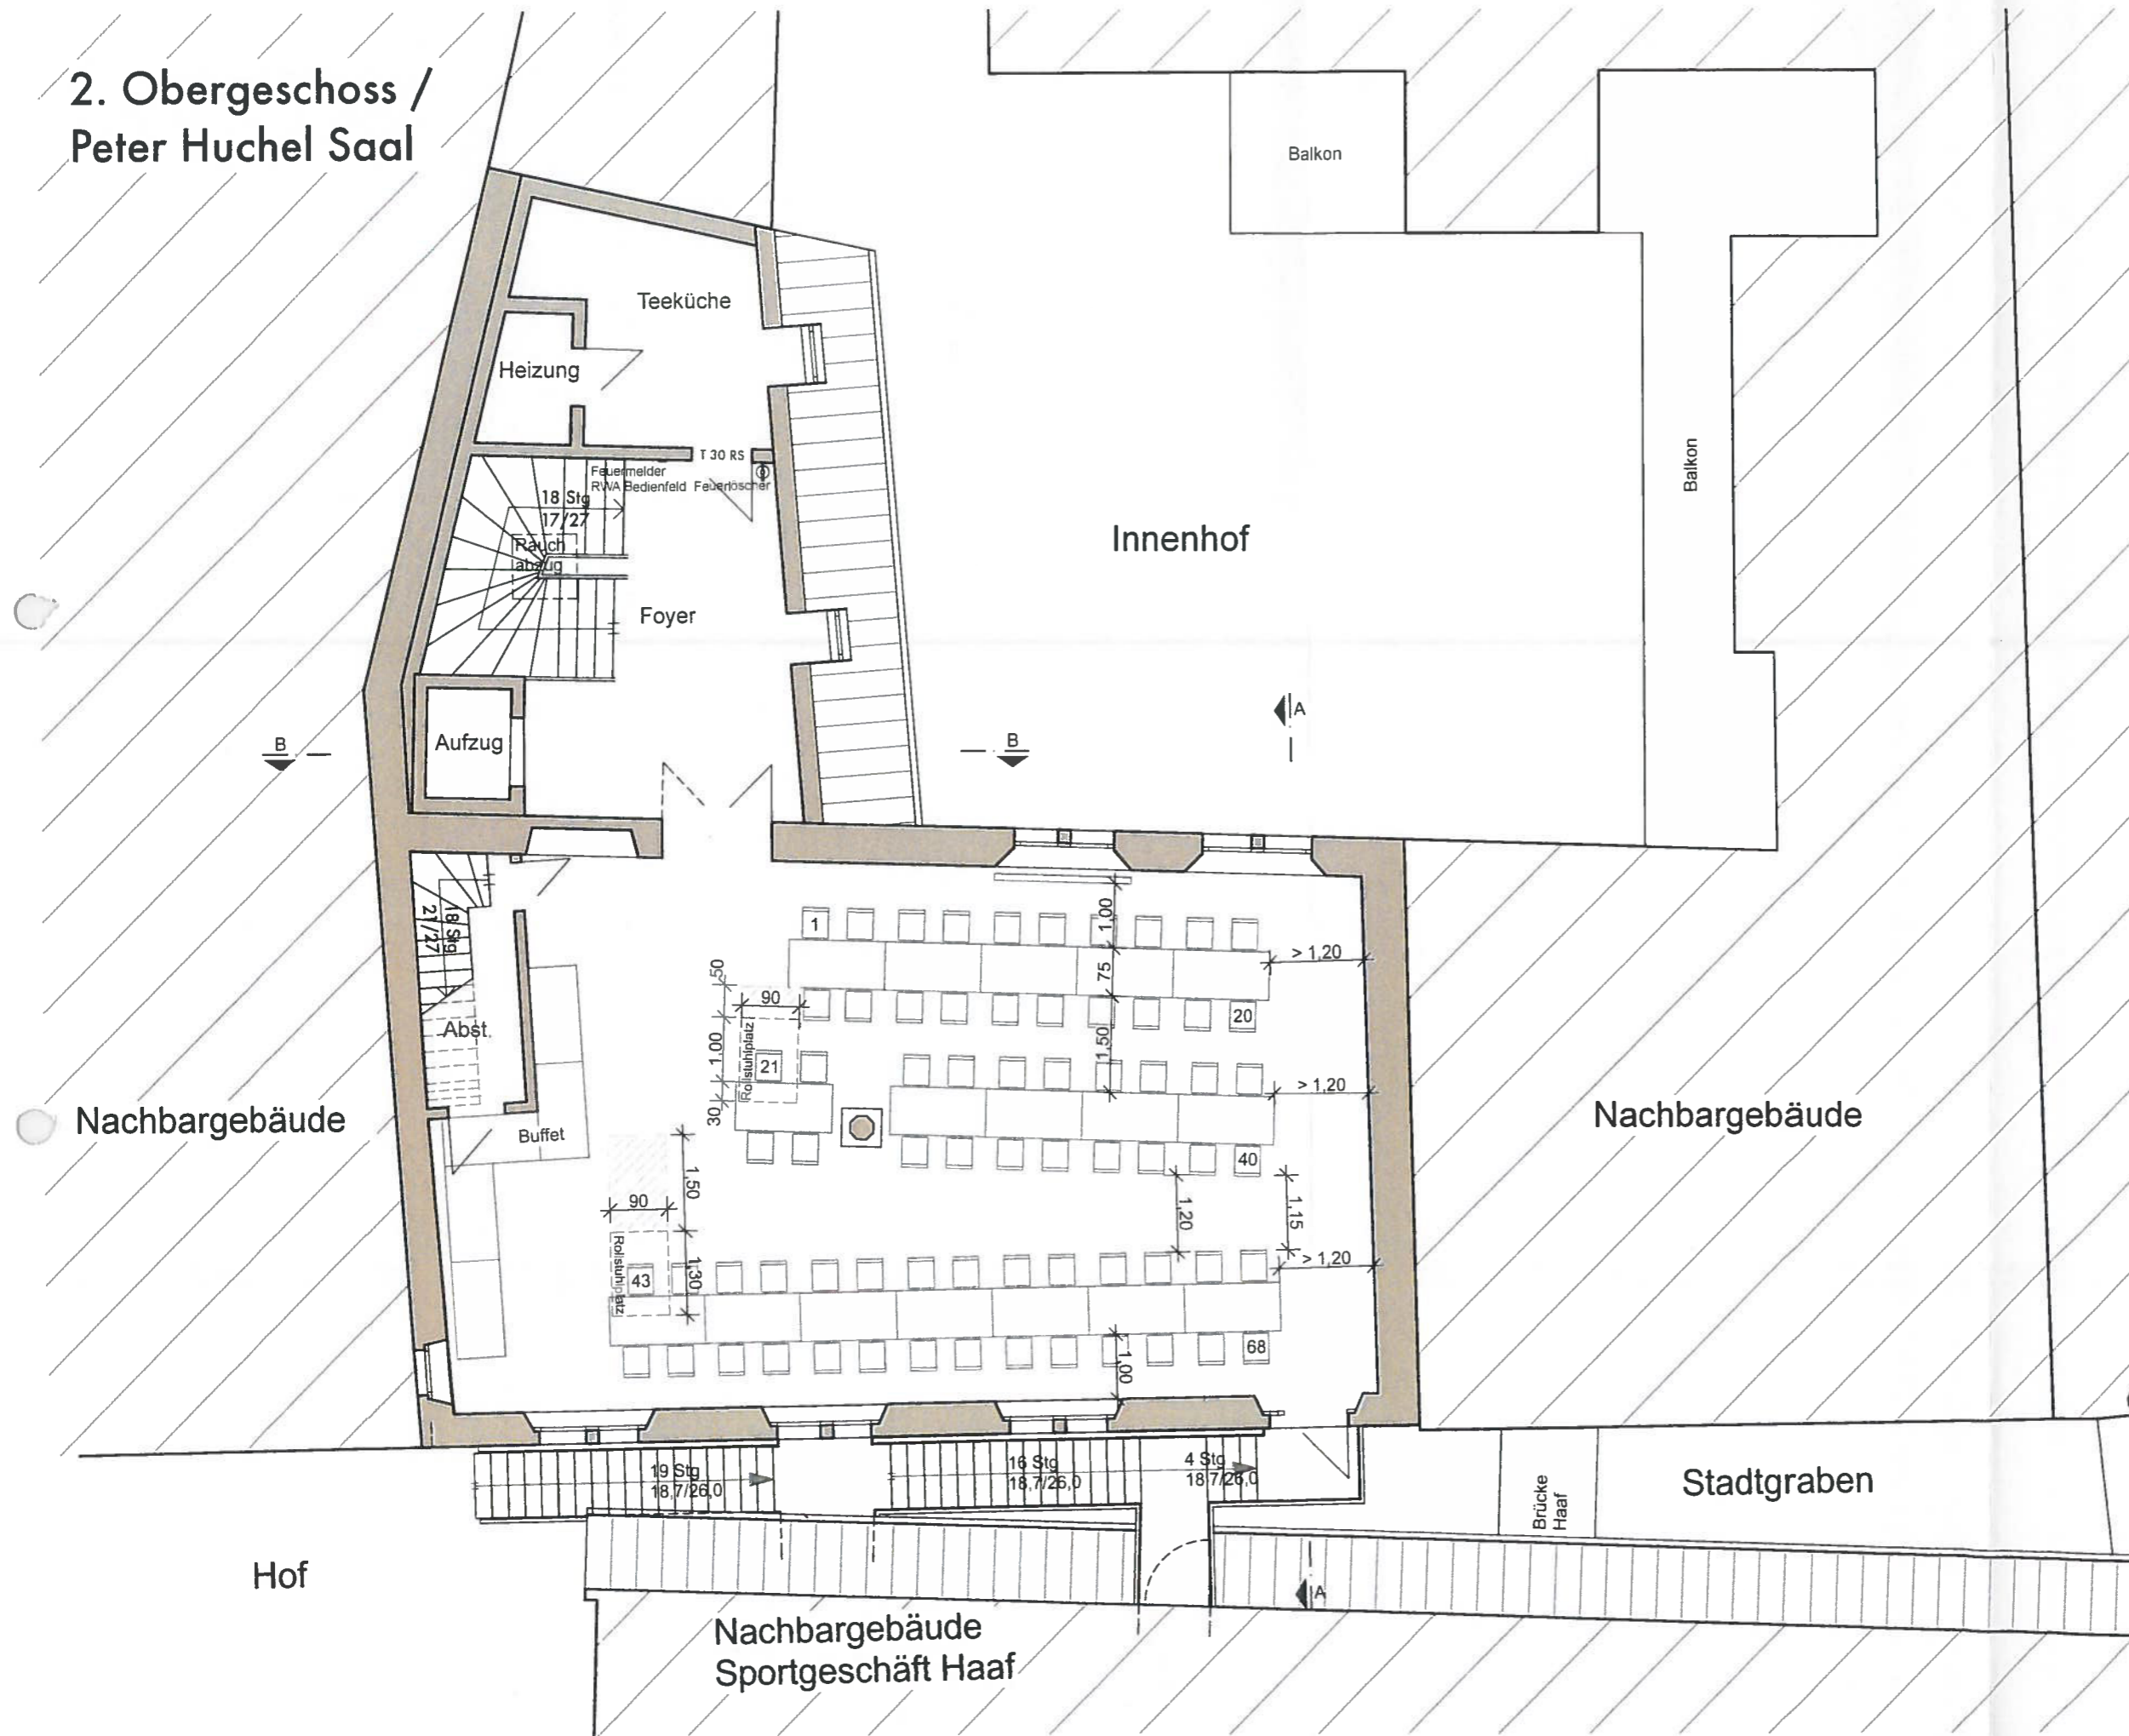 2. Obergeschoss /
Peter Huchel Saal
Balkon
Teeküche
Heizung
T 30 RS
Feuermelder
RWA Bedienfeld Feuerlöscher
18 Stg
17/27
Rauch
abzug
Balkon
Innenhof
Foyer
A
Aufzug
B
B
18 Stg
21/27
1
1,00
> 1,20
75
50
90
20
1,00
Rollstuhlplatz
21
1,50
Abst.
> 1,20
30
Nachbargebäude
Nachbargebäude
Buffet
40
1,50
90
1,20
1,15
Rollstuhlplatz
43
1,30
> 1,20
68
1,00
19 Stg
18,7/26,0
16 Stg
18,7/26,0
4 Stg
18,7/26,0
Brücke
Haaf
Stadtgraben
Hof
A
Nachbargebäude
Sportgeschäft Haaf